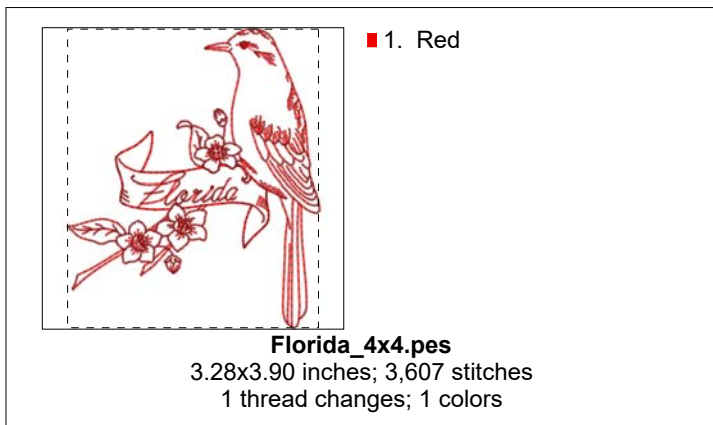 1. Red
Florida
Florida_4x4.pes
3.28x3.90 inches; 3,607 stitches
1 thread changes; 1 colors